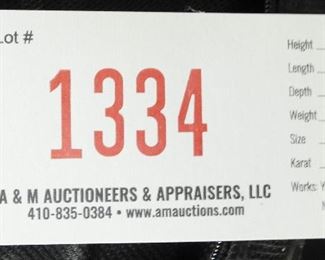 Lot #
1334
A & M AUCTIONEERS & APPRAISERS, LLC
410-835-0384 • www.amauctions.com
Height
Length
Depth
Weight
Size
Karat
Works: Y